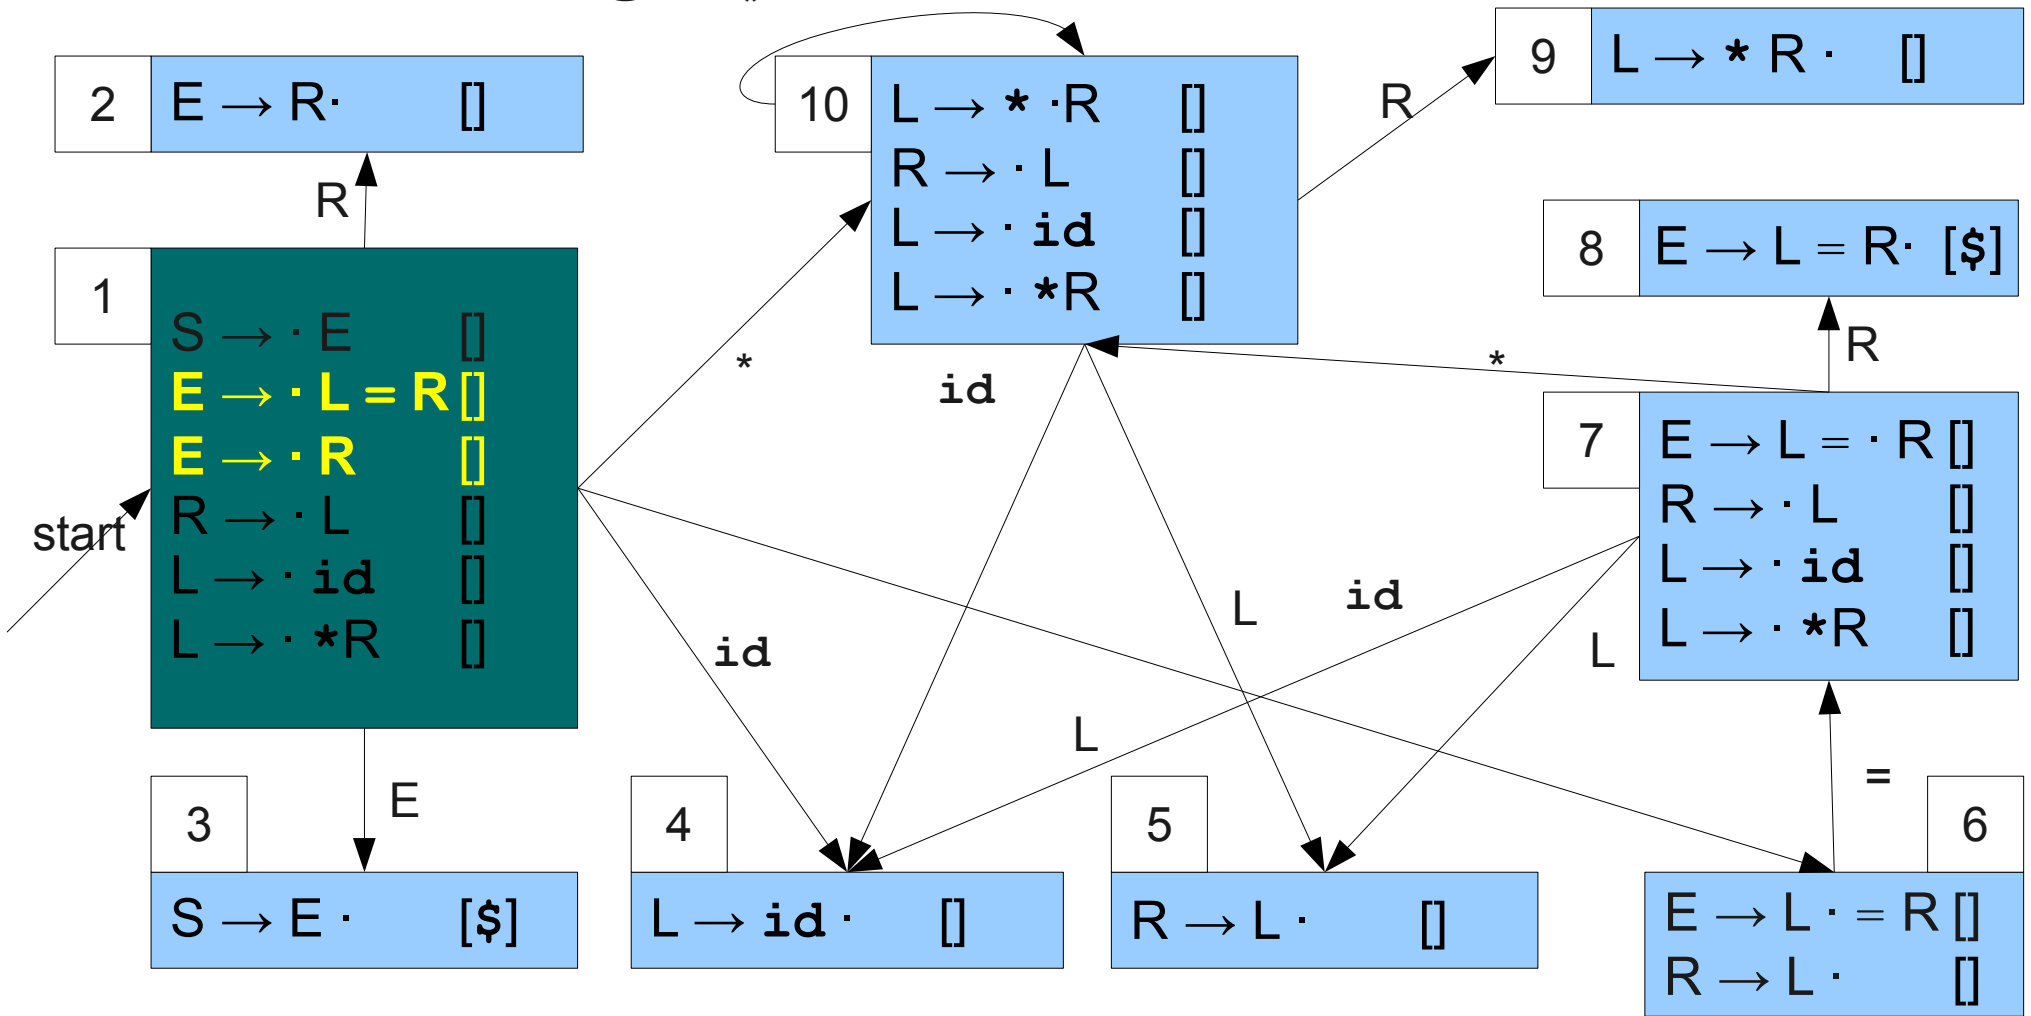 2
E → R· []
R
1
S → · E []
E → · L = R []
E → · R []
R → · L []
L → · id []
L → · *R []
start
E
3
S → E · [$]
10
L → * ·R []
R → · L []
L → · id []
L → · *R []
*
id
id
L
4
L → id · []
L
5
R → L · []
R
9
L → * R · []
8
E → L = R· [$]
R
*
7
E → L = · R []
R → · L []
L → · id []
L → · *R []
id
L
=
6
E → L · = R []
R → L · []